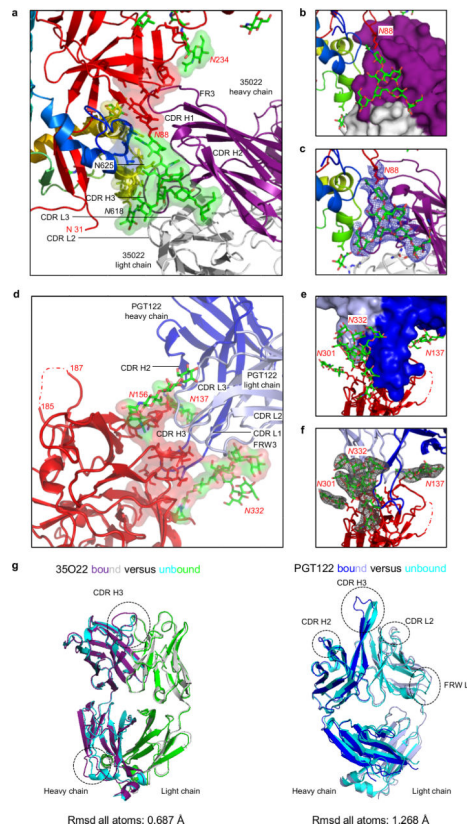 a
N234
35022
heavy chain
FR3
CDR H1
N88
CDR H2
N625
CDR H3
CDR L3
N618
N 31
CDR L2
35022
light chain
b
N88
c
N88
d
PGT122
heavy chain
CDR H2
187
CDR L3
PGT122
light chain
185
N156
N137
CDR L2
CDR H3
CDR L1
FRW3
N332
e
N332
N301
N137
f
N332
N301
N137
g
35O22 bound versus unbound
CDR H3
Heavy chain
Light chain
Rmsd all atoms: 0.687 Å
PGT122 bound versus unbound
CDR H3
CDR H2
CDR L2
FRW L
Heavy chain
Light chain
Rmsd all atoms: 1.268 Å